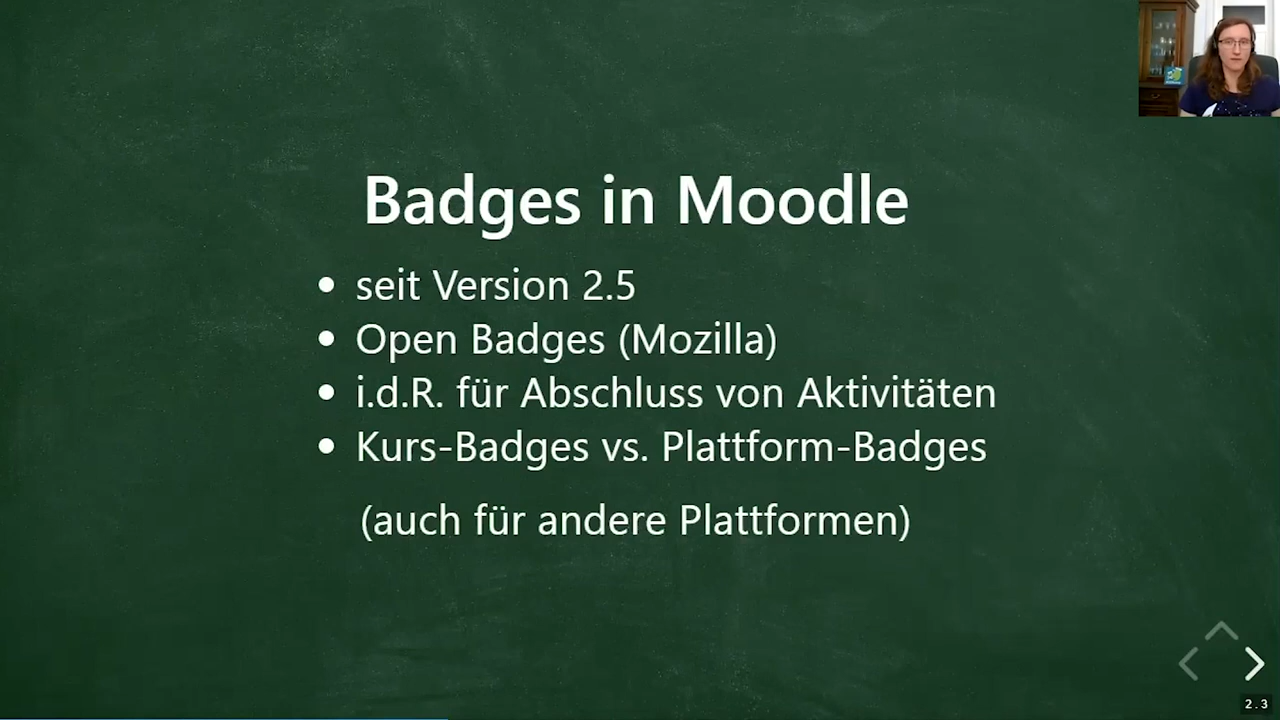 Badges in Moodle
seit Version 2.5
Open Badges (Mozilla)
i.d.R. für Abschluss von Aktivitäten
Kurs-Badges vs. Plattform-Badges
(auch für andere Plattformen)
2.3